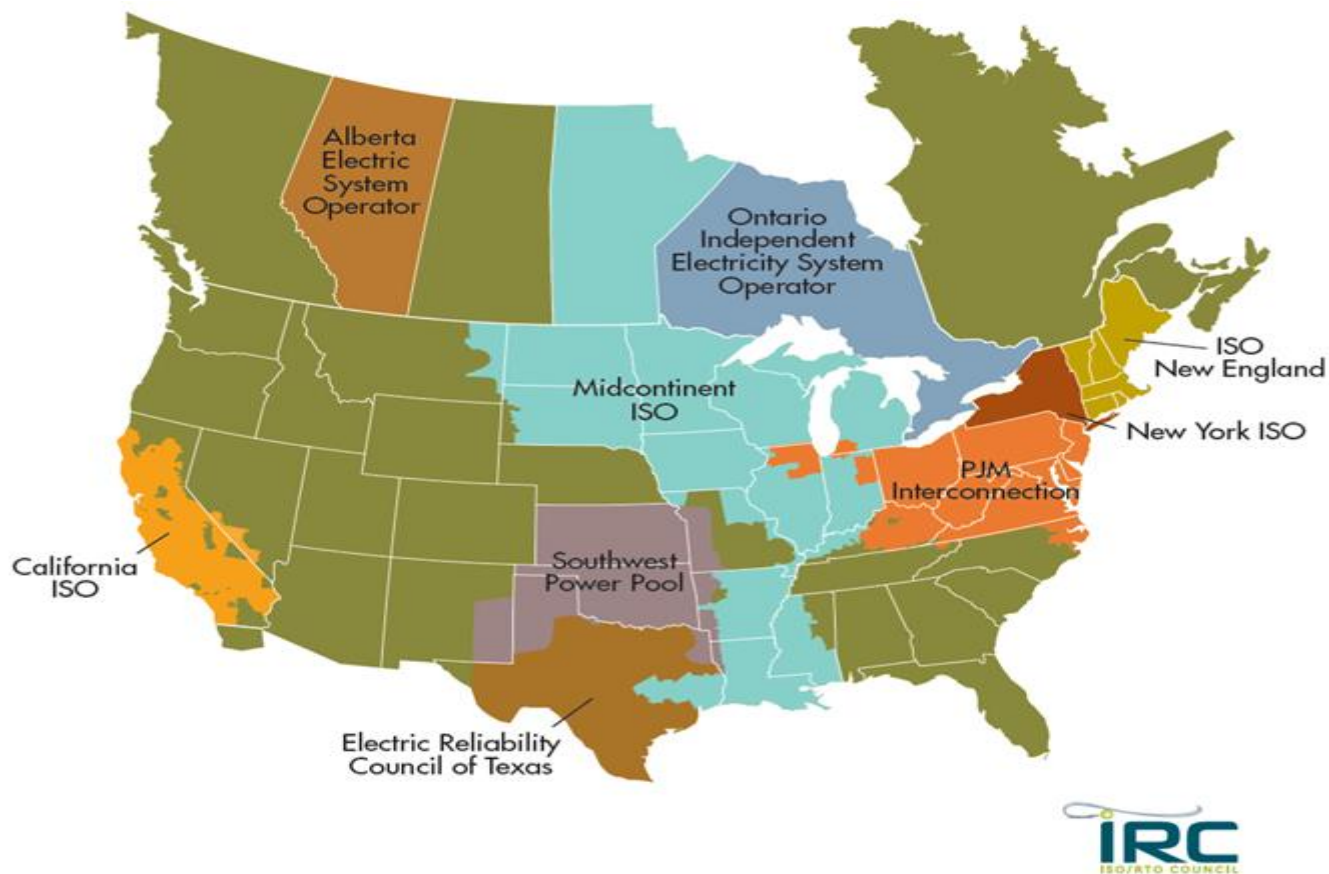 Alberta
Electric
System
Operator
Ontario
Independent
Electricity System
Operator
Midcontinent
ISO
ISO
New England
New York ISO
PJM
Interconnection
California
ISO
Southwest
Power Pool
Electric Reliability
Council of Texas
IRC
ISO/RTO COUNCIL